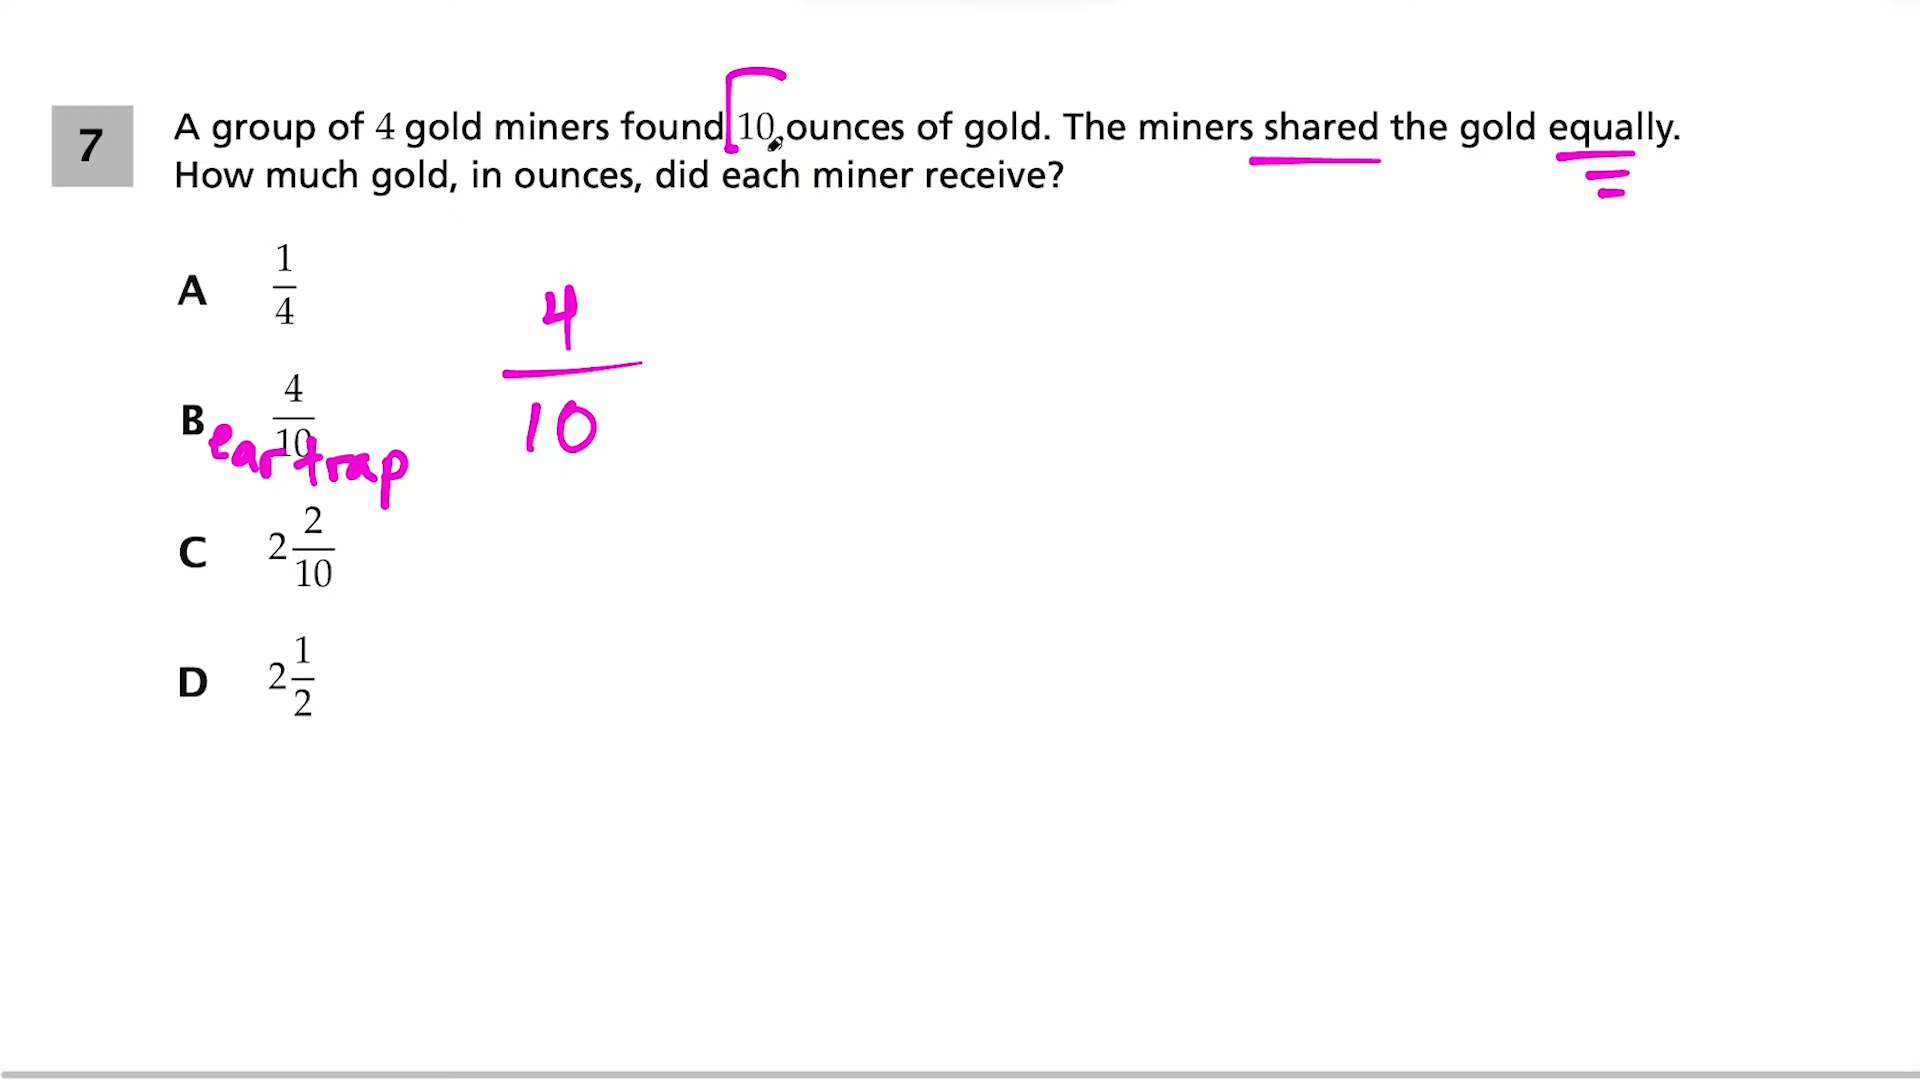 7
A group of 4 gold miners found 10 ounces of gold. The miners shared the gold equally.
How much gold, in ounces, did each miner receive?
A 1/4
B 4/10
ear trap
4/10
C 2 2/10
D 2 1/2